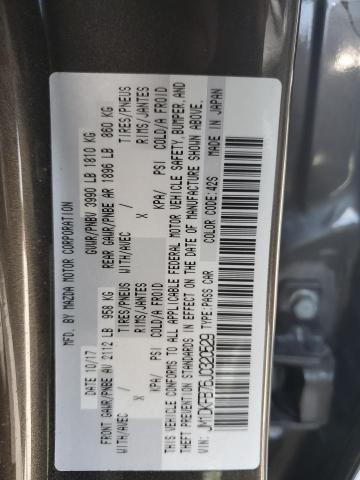 MFD. BY MAZDA MOTOR CORPORATION
DATE 10/17 GVWR/PNBV 3990 LB 1810 KG
FRONT GAWR/PNBE AV 2112 LB 958 KG REAR GAWR/PNBE AR 1896 LB 860 KG
WITH/AVEC / TIRES/PNEUS WITH/AVEC / TIRES/PNEUS
X RIMS/JANTES X RIMS/JANTES
KPA/ PSI COLD/A FROID KPA/ PSI COLD/A FROID
THIS VEHICLE CONFORMS TO ALL APPLICABLE FEDERAL MOTOR VEHICLE SAFETY, BUMPER, AND
THEFT PREVENTION STANDARDS IN EFFECT ON THE DATE OF MANUFACTURE SHOWN ABOVE.
VIN: TYPE:PASS CAR COLOR CODE:42S MADE IN JAPAN